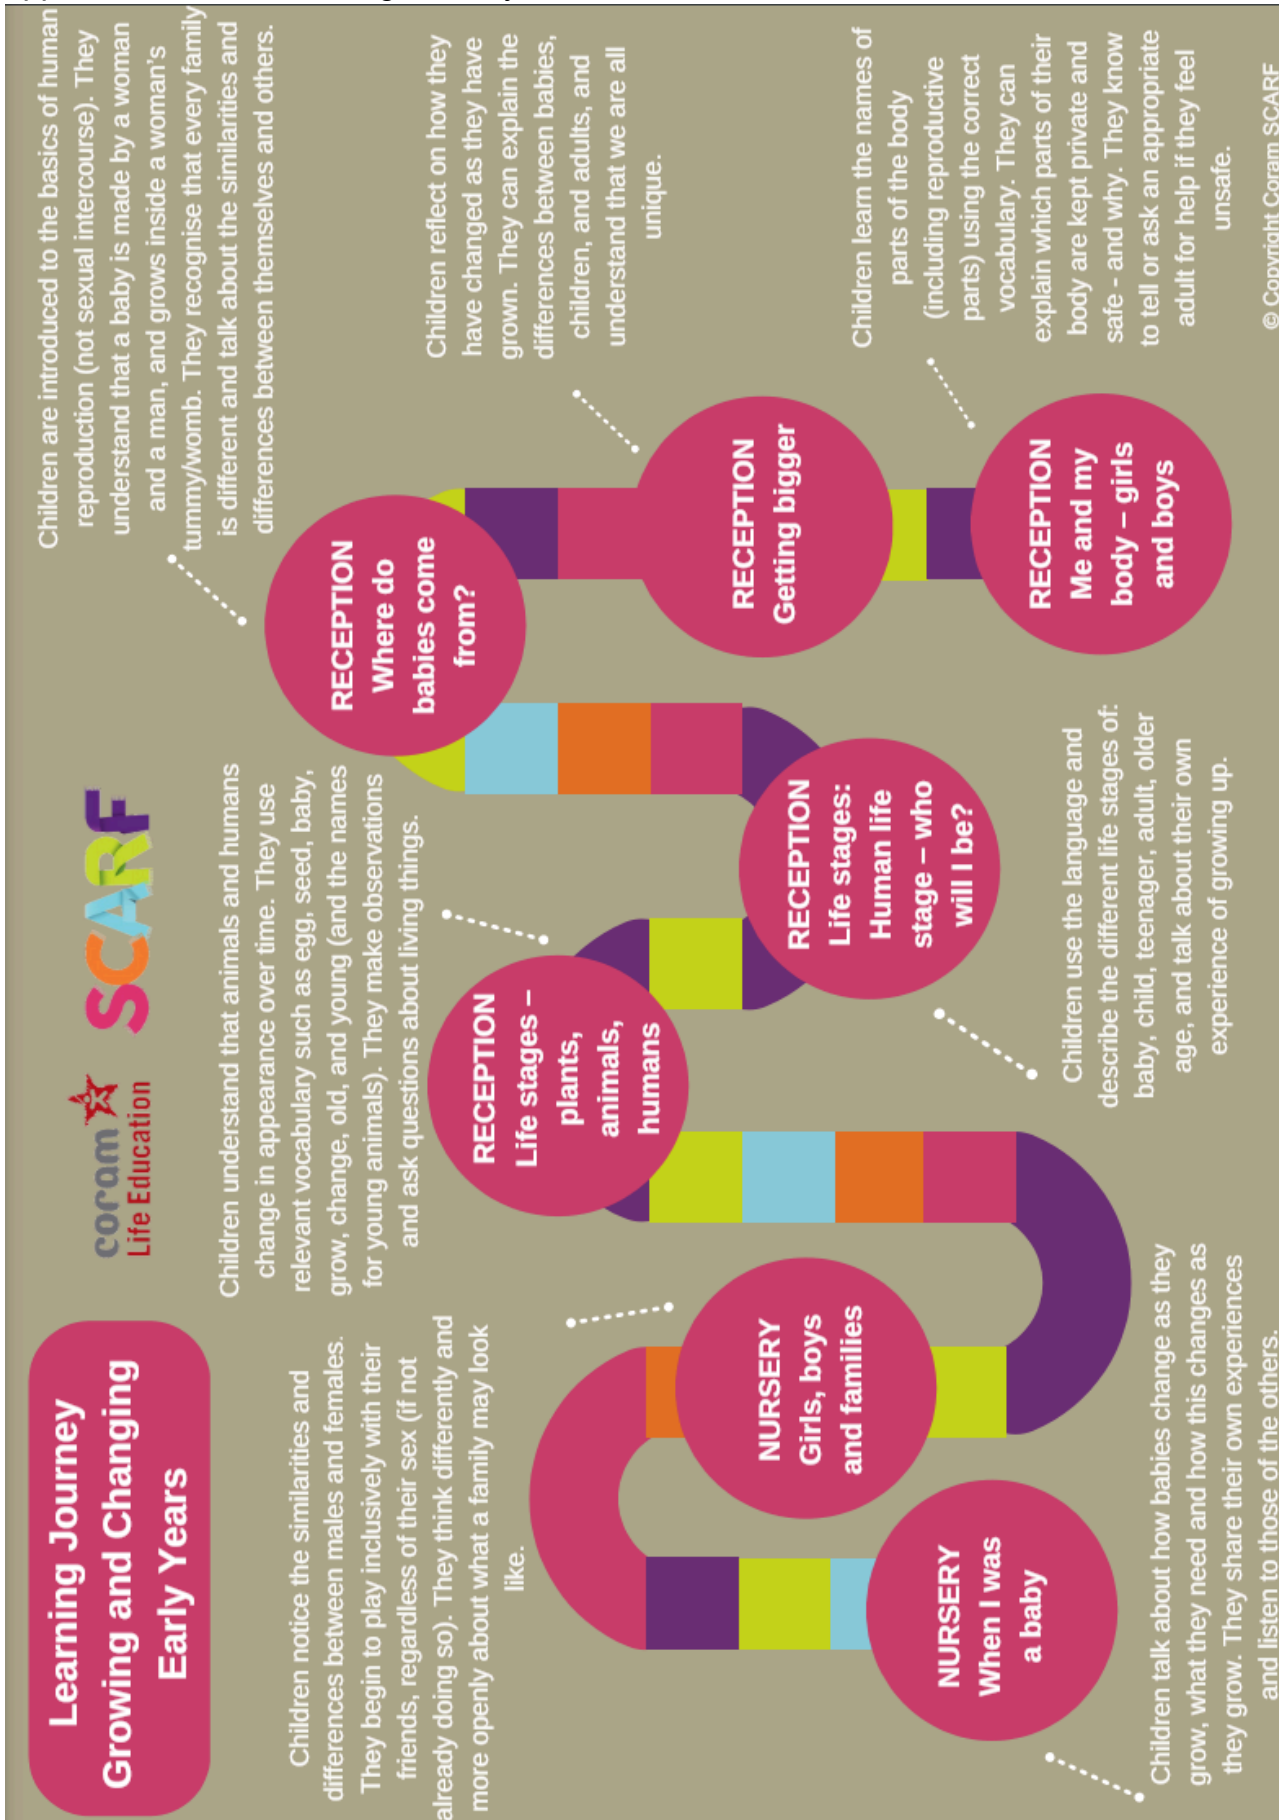 Learning Journey
Growing and Changing
Early Years
coram
Life Education
SCARF
Children notice the similarities and
differences between males and females.
They begin to play inclusively with their
friends, regardless of their sex (if not
already doing so). They think differently and
more openly about what a family may look
like.
Children understand that animals and humans
change in appearance over time. They use
relevant vocabulary such as egg, seed, baby,
grow, change, old, and young (and the names
for young animals). They make observations
and ask questions about living things.
Children are introduced to the basics of human
reproduction (not sexual intercourse). They
understand that a baby is made by a woman
and a man, and grows inside a woman's
tummy/womb. They recognise that every family
is different and talk about the similarities and
differences between themselves and others.
NURSERY
When I was
a baby
NURSERY
Girls, boys
and families
RECEPTION
Life stages –
plants,
animals,
humans
RECEPTION
Life stages:
Human life
stage – who
will I be?
RECEPTION
Where do
babies come
from?
RECEPTION
Getting bigger
RECEPTION
Me and my
body – girls
and boys
Children reflect on how they
have changed as they have
grown. They can explain the
differences between babies,
children, and adults, and
understand that we are all
unique.
Children talk about how babies change as they
grow, what they need and how this changes as
they grow. They share their own experiences
and listen to those of the others.
Children use the language and
describe the different life stages of:
baby, child, teenager, adult, older
age, and talk about their own
experience of growing up.
Children learn the names of
parts of the body
(including reproductive
parts) using the correct
vocabulary. They can
explain which parts of their
body are kept private and
safe - and why. They know
to tell or ask an appropriate
adult for help if they feel
unsafe.
© Copyright Coram SCARF